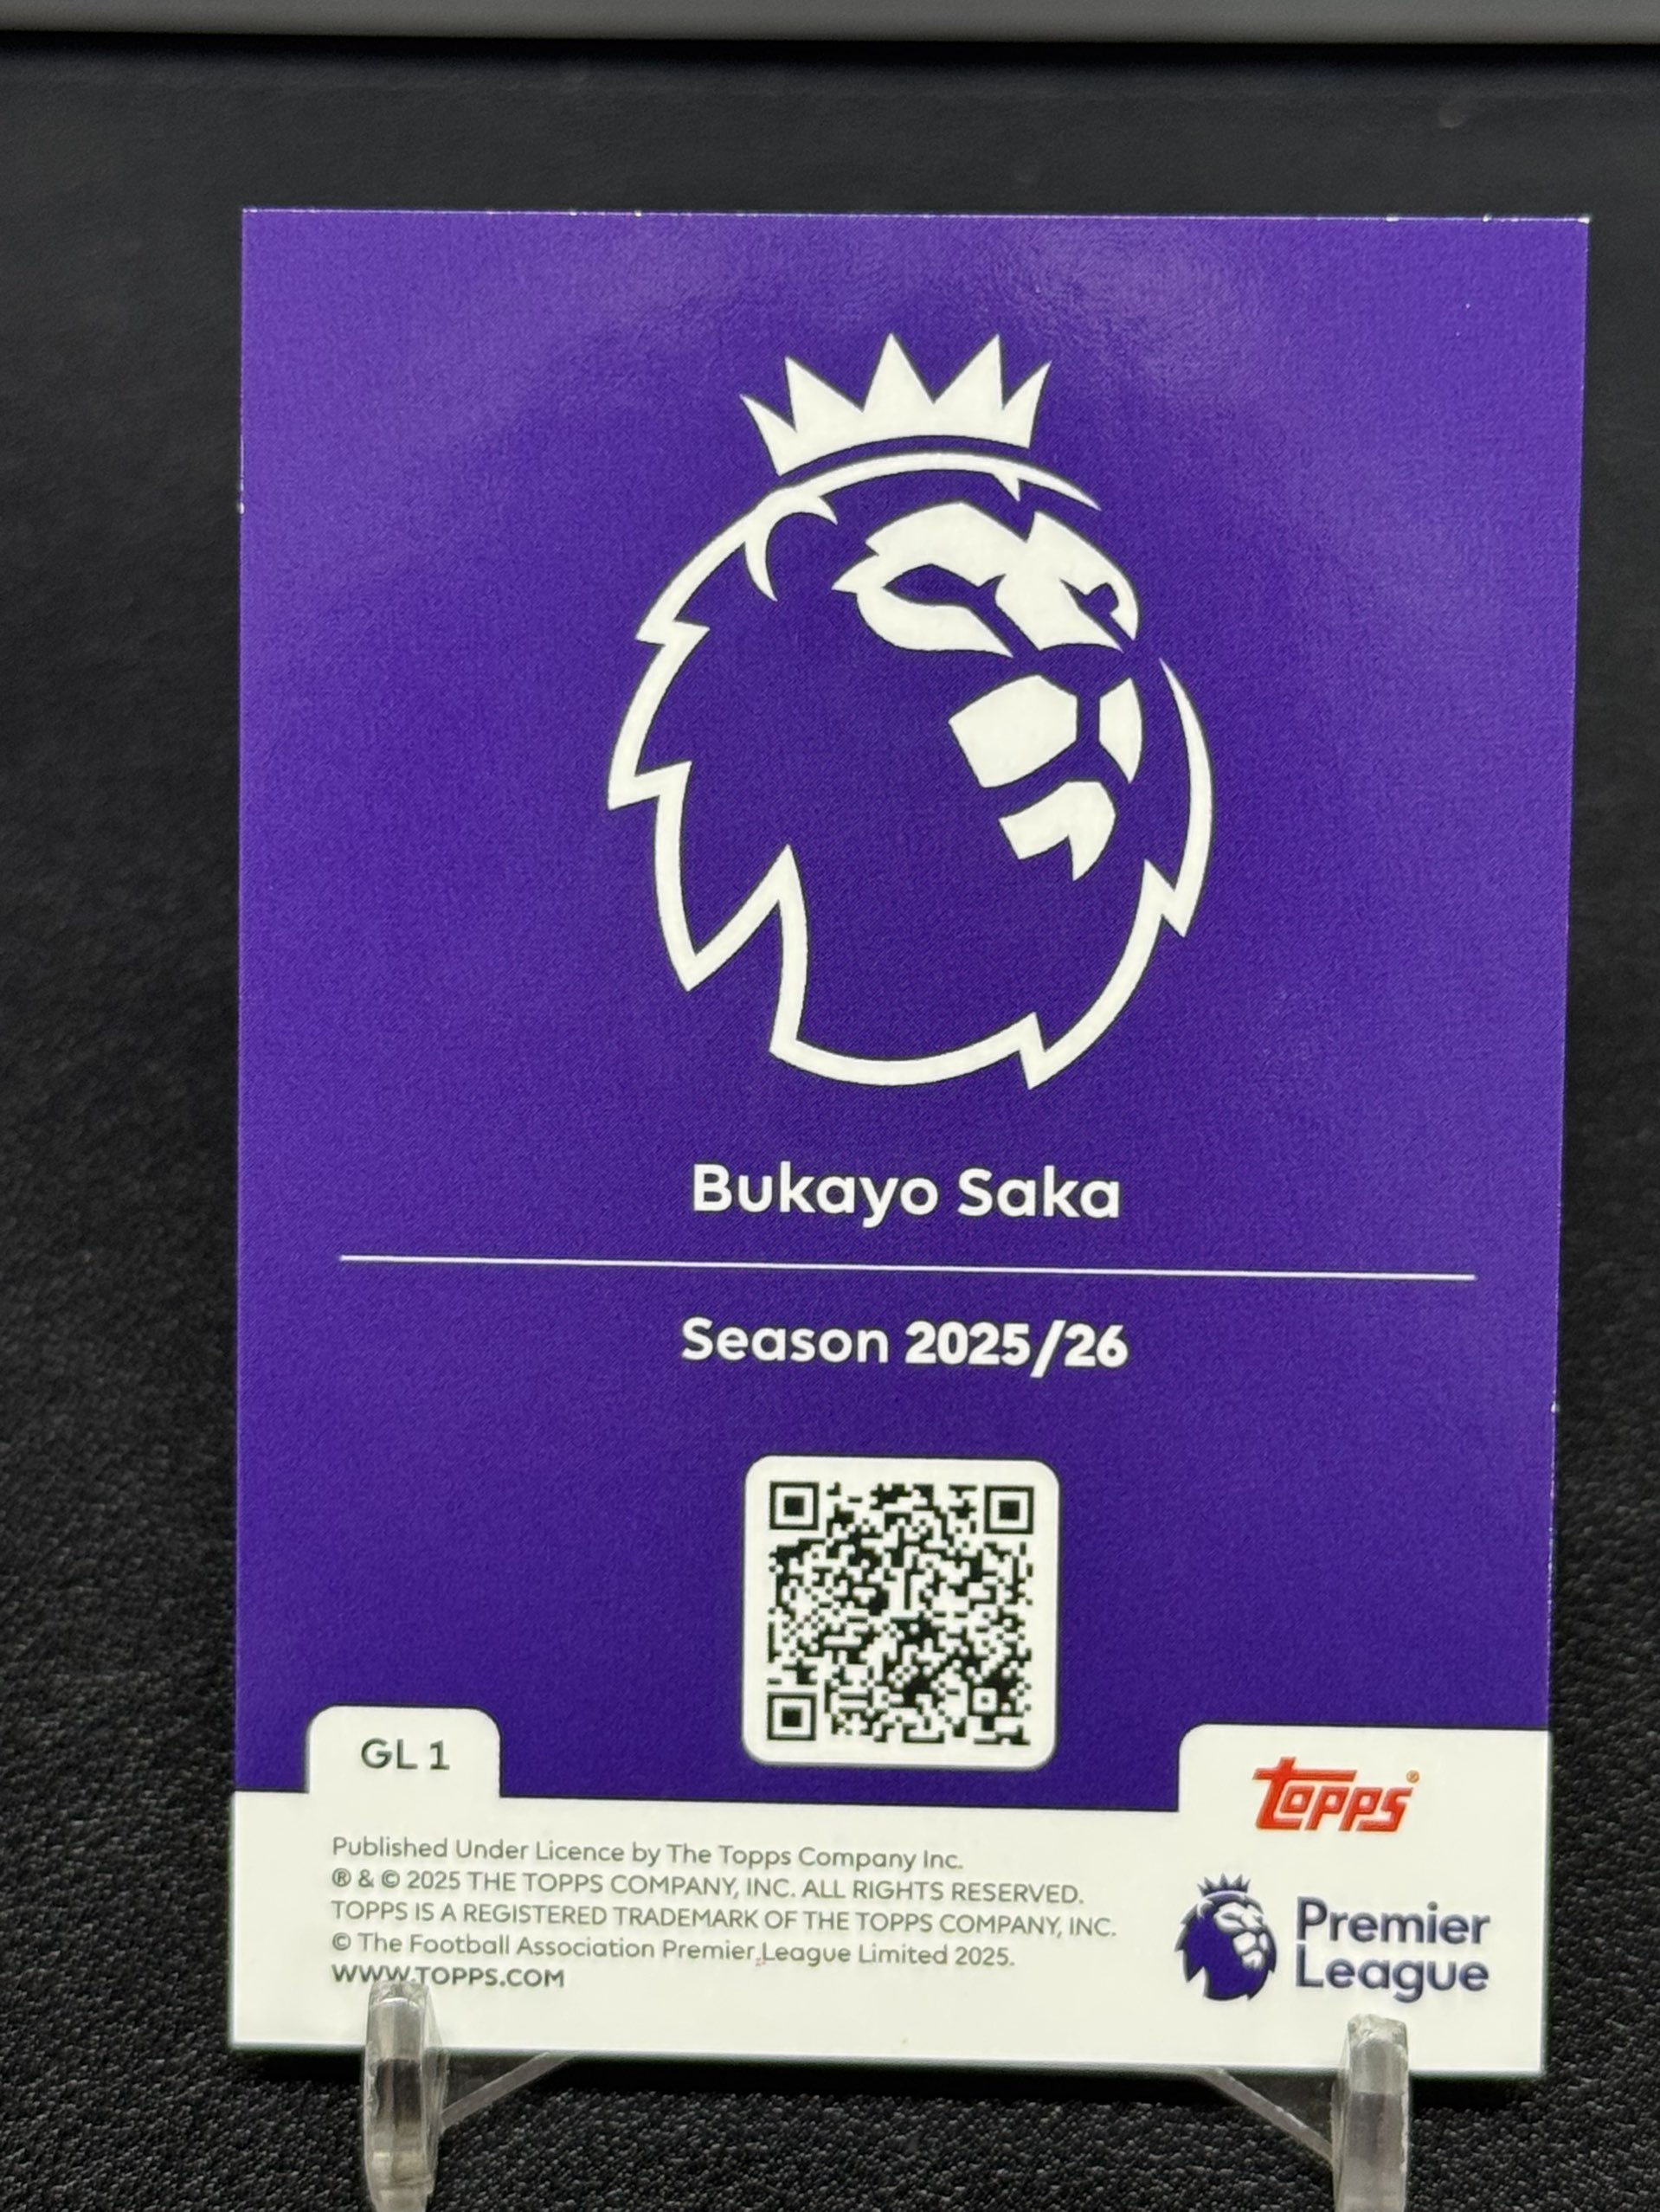 Bukayo Saka
Season 2025/26
GL 1
topps®
Published Under Licence by The Topps Company Inc.
® & © 2025 THE TOPPS COMPANY, INC. ALL RIGHTS RESERVED.
TOPPS IS A REGISTERED TRADEMARK OF THE TOPPS COMPANY, INC.
© The Football Association Premier League Limited 2025.
WWW.TOPPS.COM
Premier
League